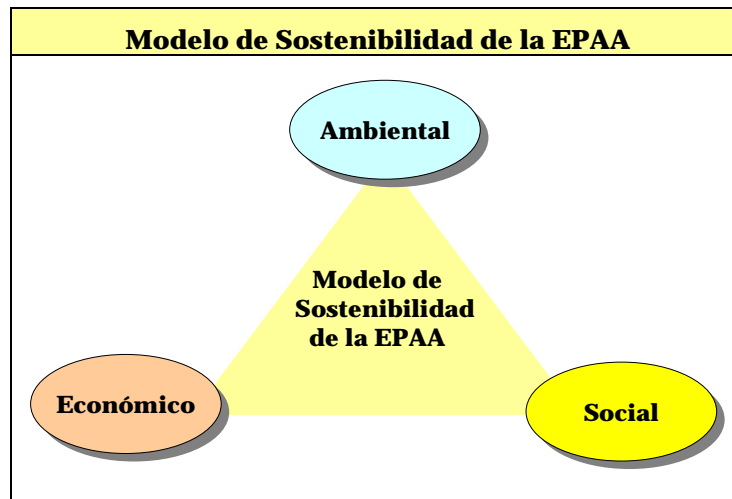 Modelo de Sostenibilidad de la EPAA
Ambiental
Modelo de
Sostenibilidad
de la EPAA
Económico
Social